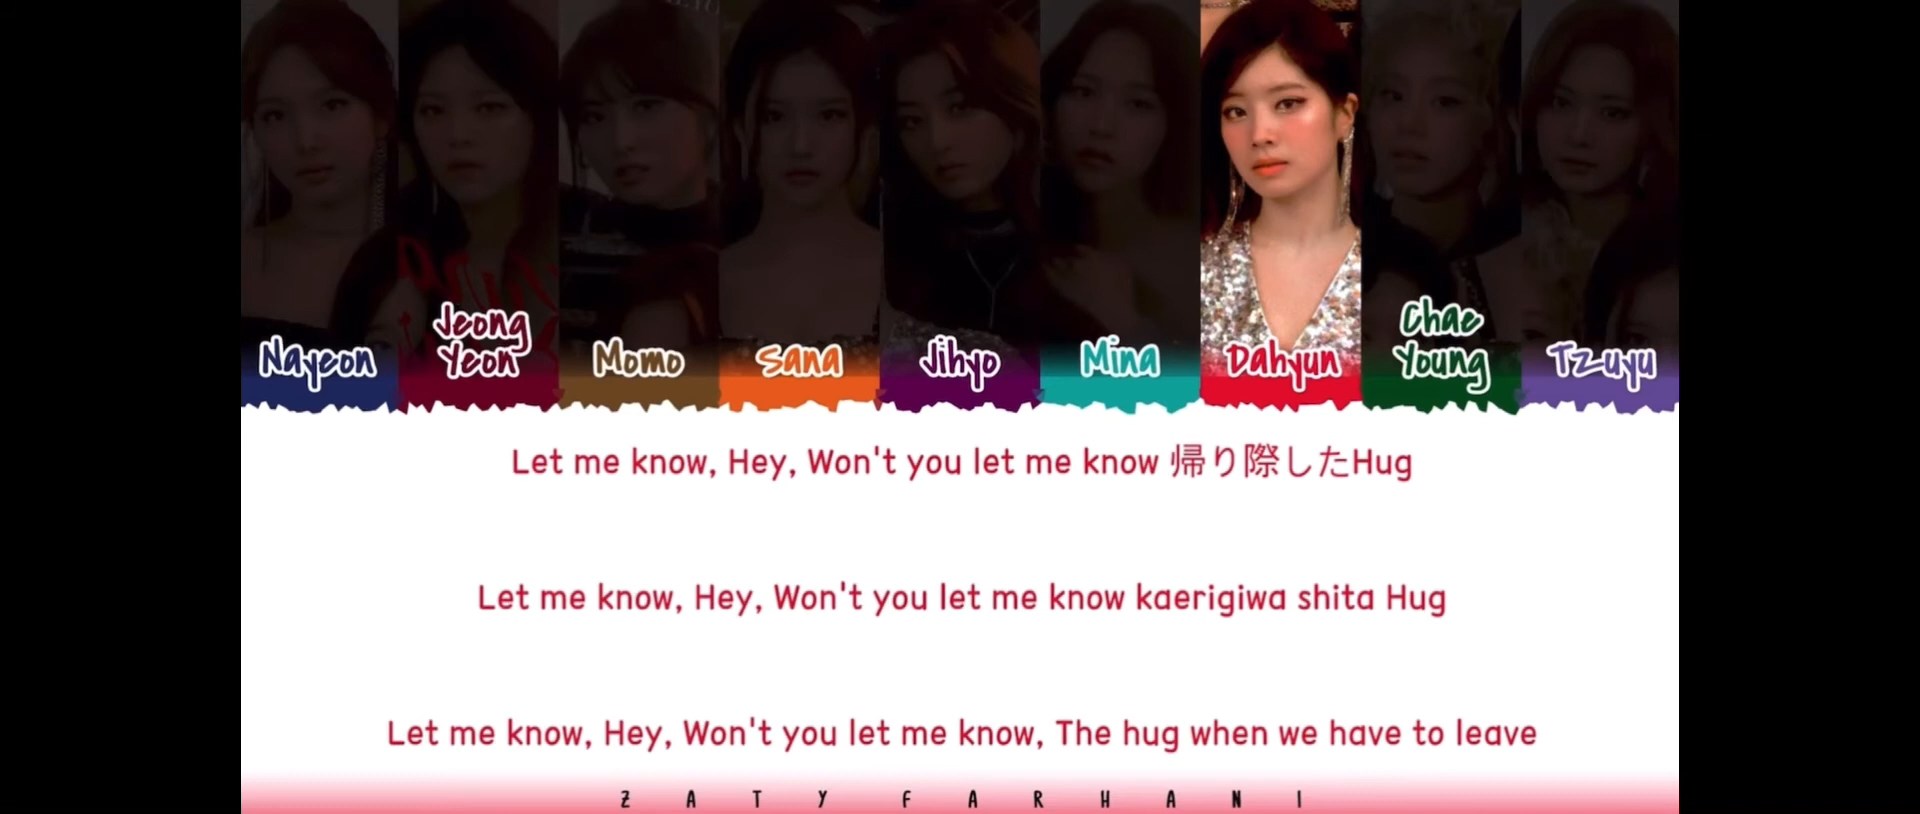 Nayeon
Jeong
Yeon
Momo
Sana
Jihyo
Mina
Dahyun
Chae
Young
Tzuyu
Let me know, Hey, Won't you let me know 帰り際したHug
Let me know, Hey, Won't you let me know kaerigiwa shita Hug
Let me know, Hey, Won't you let me know, The hug when we have to leave
ZATY FARHANI